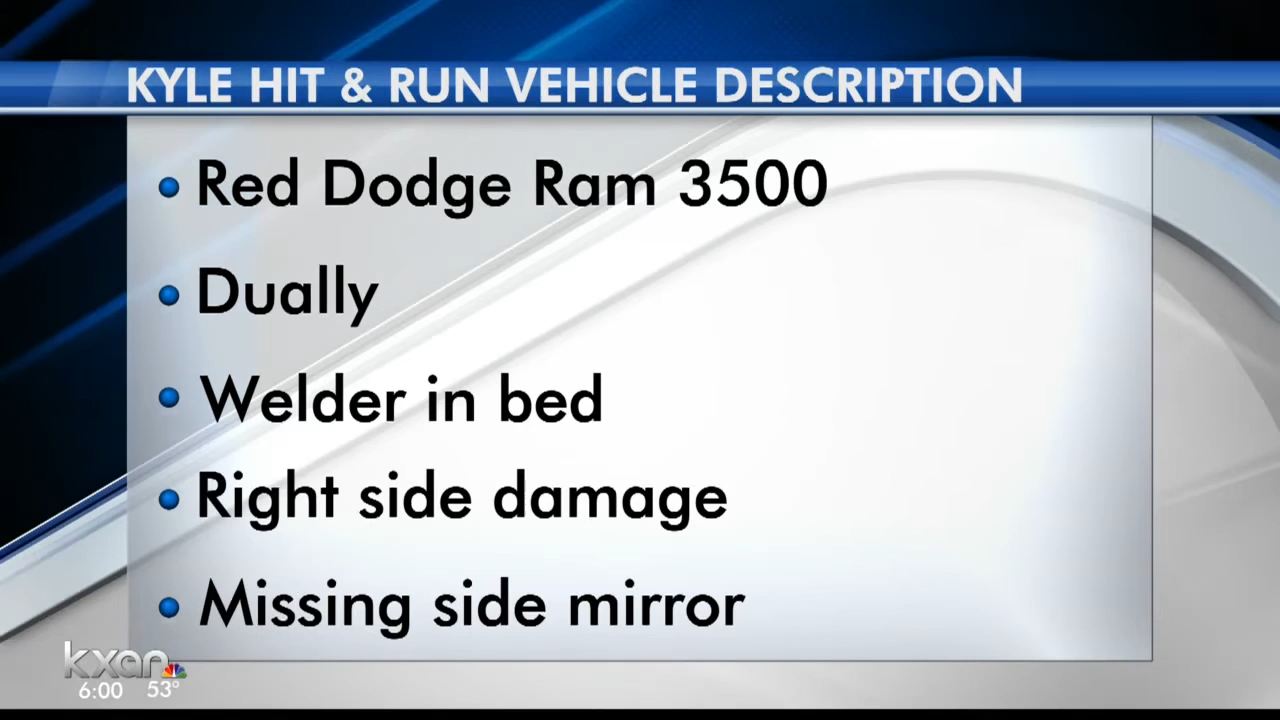 KYLE HIT & RUN VEHICLE DESCRIPTION
• Red Dodge Ram 3500
• Dually
• Welder in bed
• Right side damage
• Missing side mirror
kxan
6:00 53°